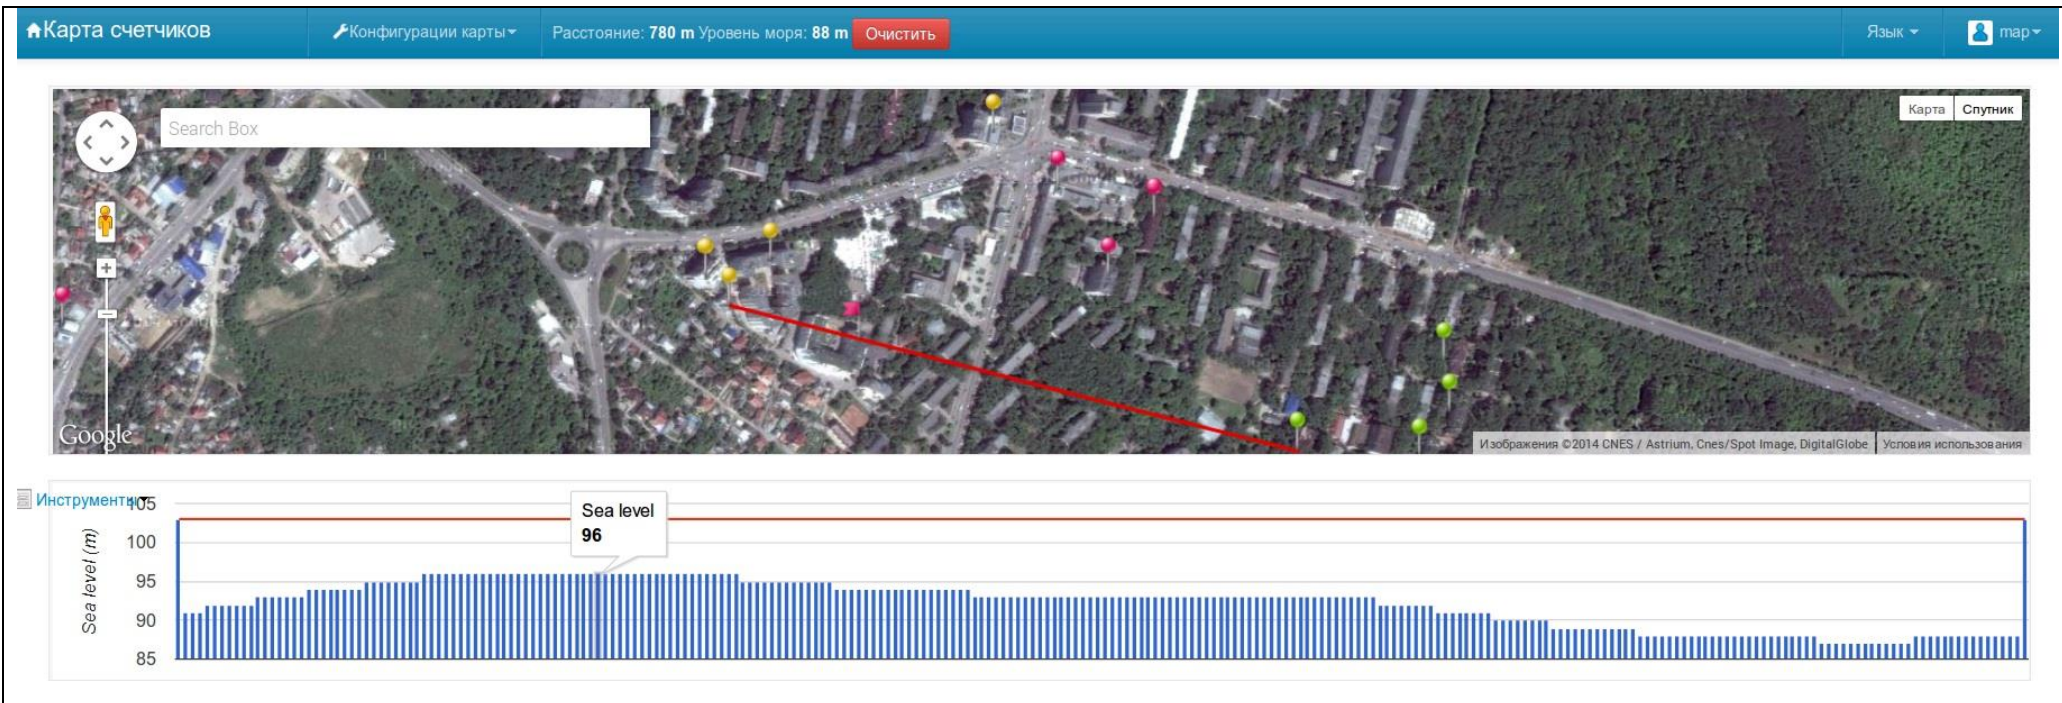 Карта счетчиков
Конфигурации карты
Расстояние: 780 m Уровень моря: 88 m Очистить
Язык
map
Search Box
Карта Спутник
Google
Изображения ©2014 CNES / Astrium, Cnes/Spot Image, DigitalGlobe Условия использования
Инструменты
105
Sea level
96
100
95
90
85
Sea level (m)